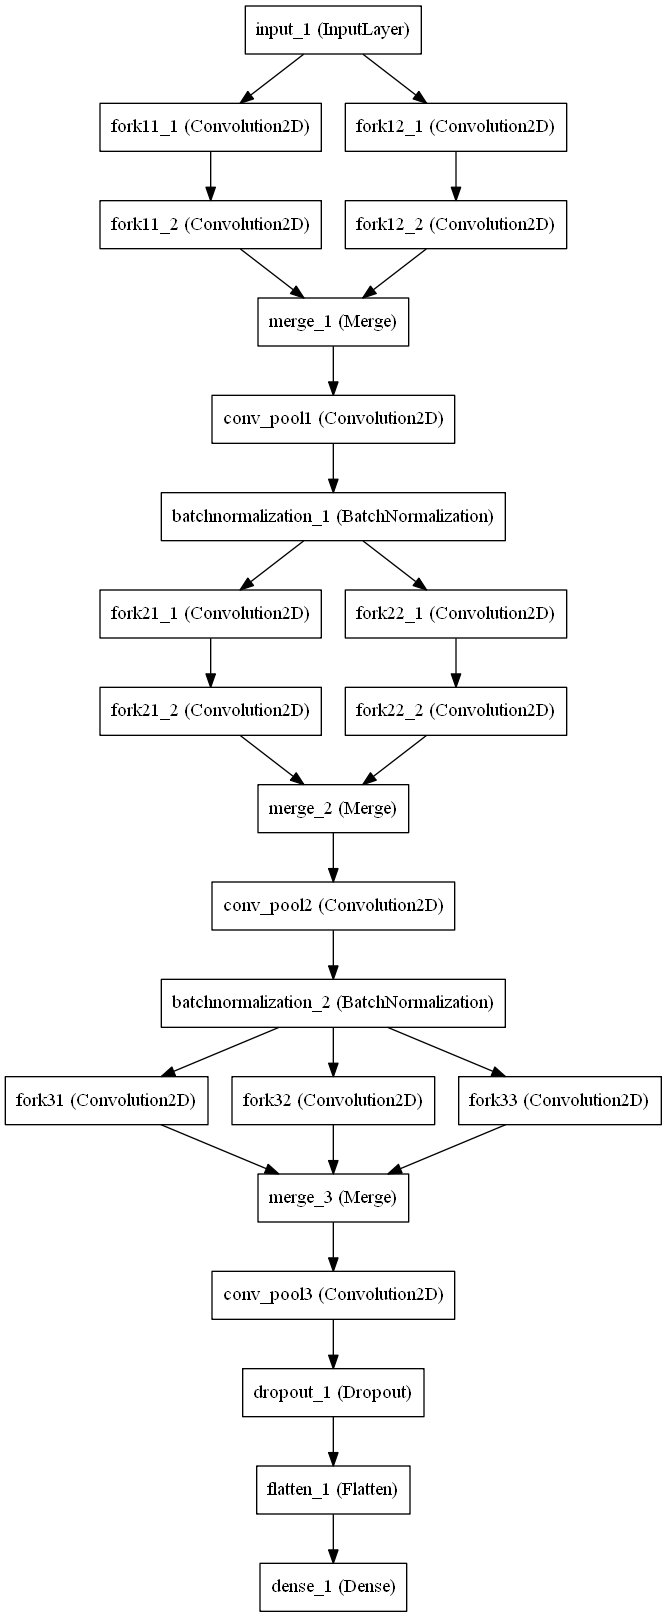 input_1 (InputLayer)
fork11_1 (Convolution2D)
fork12_1 (Convolution2D)
fork11_2 (Convolution2D)
fork12_2 (Convolution2D)
merge_1 (Merge)
conv_pool1 (Convolution2D)
batchnormalization_1 (BatchNormalization)
fork21_1 (Convolution2D)
fork22_1 (Convolution2D)
fork21_2 (Convolution2D)
fork22_2 (Convolution2D)
merge_2 (Merge)
conv_pool2 (Convolution2D)
batchnormalization_2 (BatchNormalization)
fork31 (Convolution2D)
fork32 (Convolution2D)
fork33 (Convolution2D)
merge_3 (Merge)
conv_pool3 (Convolution2D)
dropout_1 (Dropout)
flatten_1 (Flatten)
dense_1 (Dense)